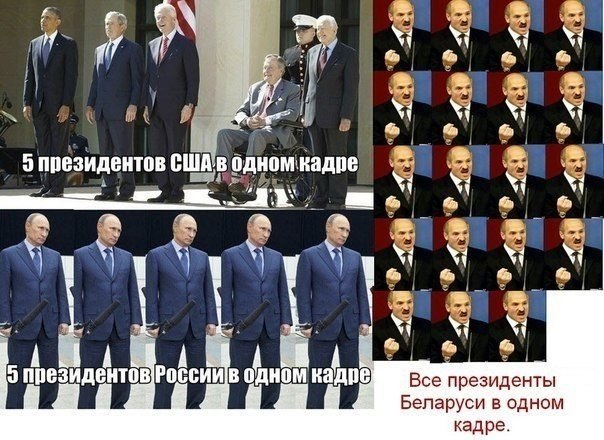 5 президентов США в одном кадре
5 президентов России в одном кадре
Все президенты
Беларуси в одном
кадре.